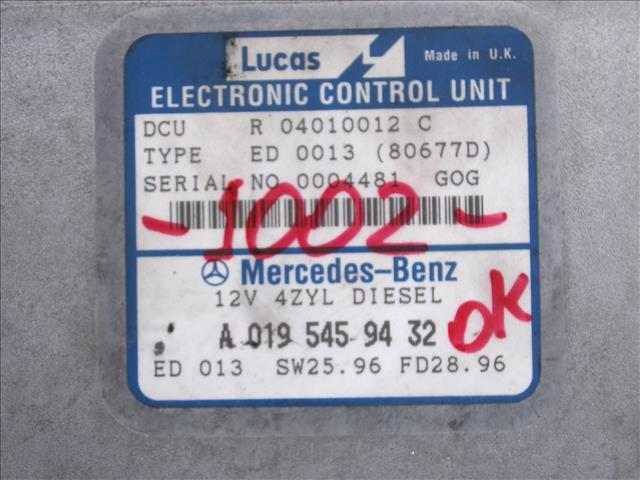 Lucas Made in U.K.
ELECTRONIC CONTROL UNIT
DCU R 04010012 C
TYPE ED 0013 (80677D)
SERIAL NO 0004481 GOG
-1002-
Mercedes-Benz
12V 4ZYL DIESEL
A 019 545 94 32 OK
ED 013 SW25.96 FD28.96